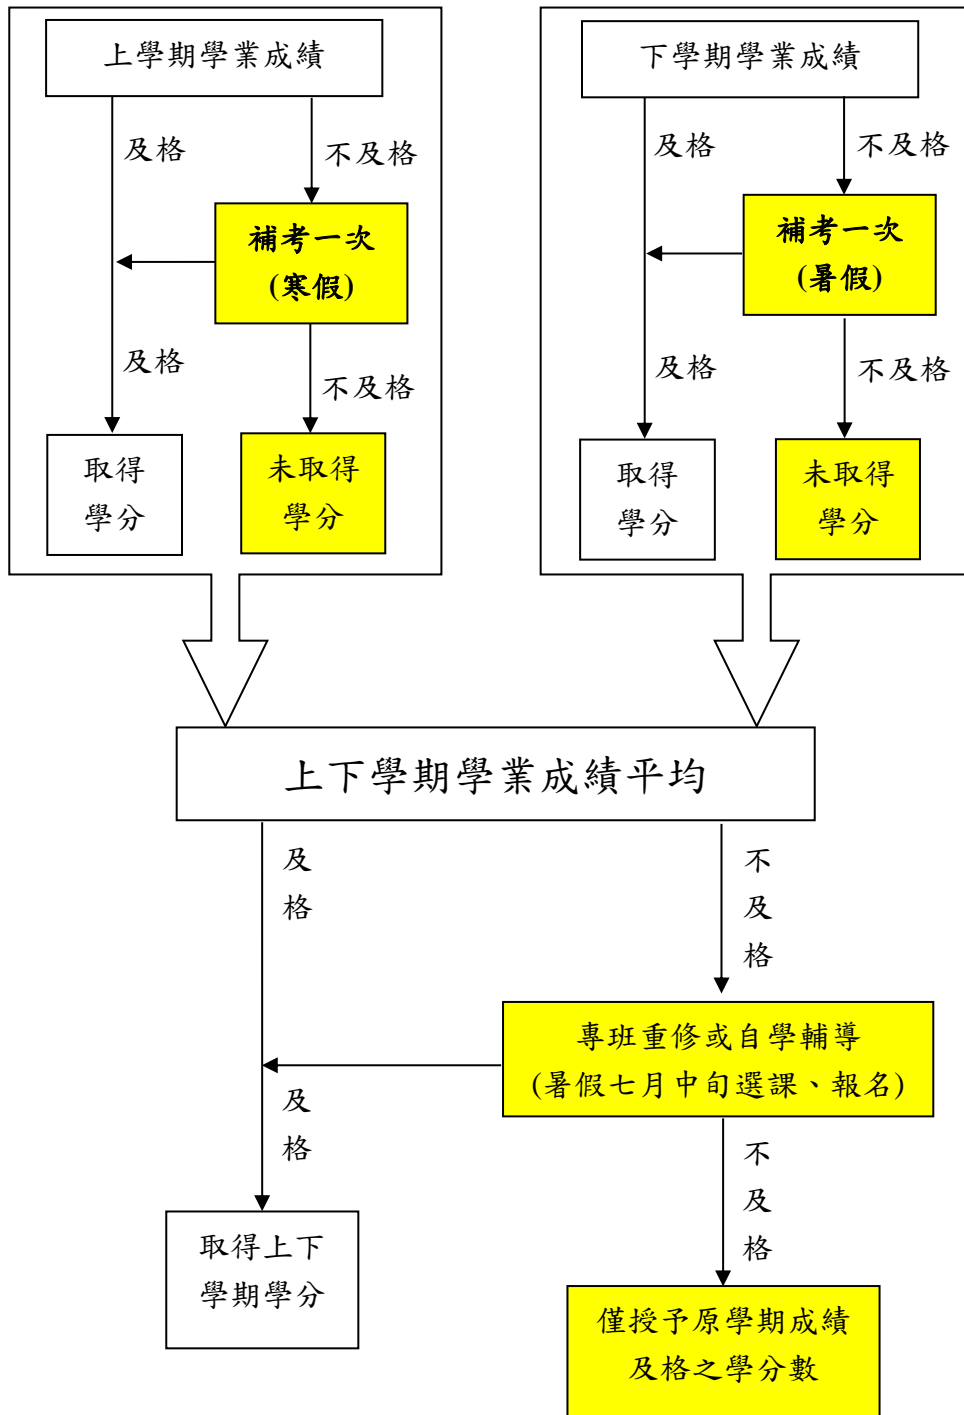 上學期學業成績
及格
不及格
補考一次
(寒假)
及格
不及格
取得
學分
未取得
學分
下學期學業成績
及格
不及格
補考一次
(暑假)
及格
不及格
取得
學分
未取得
學分
上下學期學業成績平均
及格
不及格
專班重修或自學輔導
(暑假七月中旬選課、報名)
及格
不及格
取得上下
學期學分
僅授予原學期成績
及格之學分數